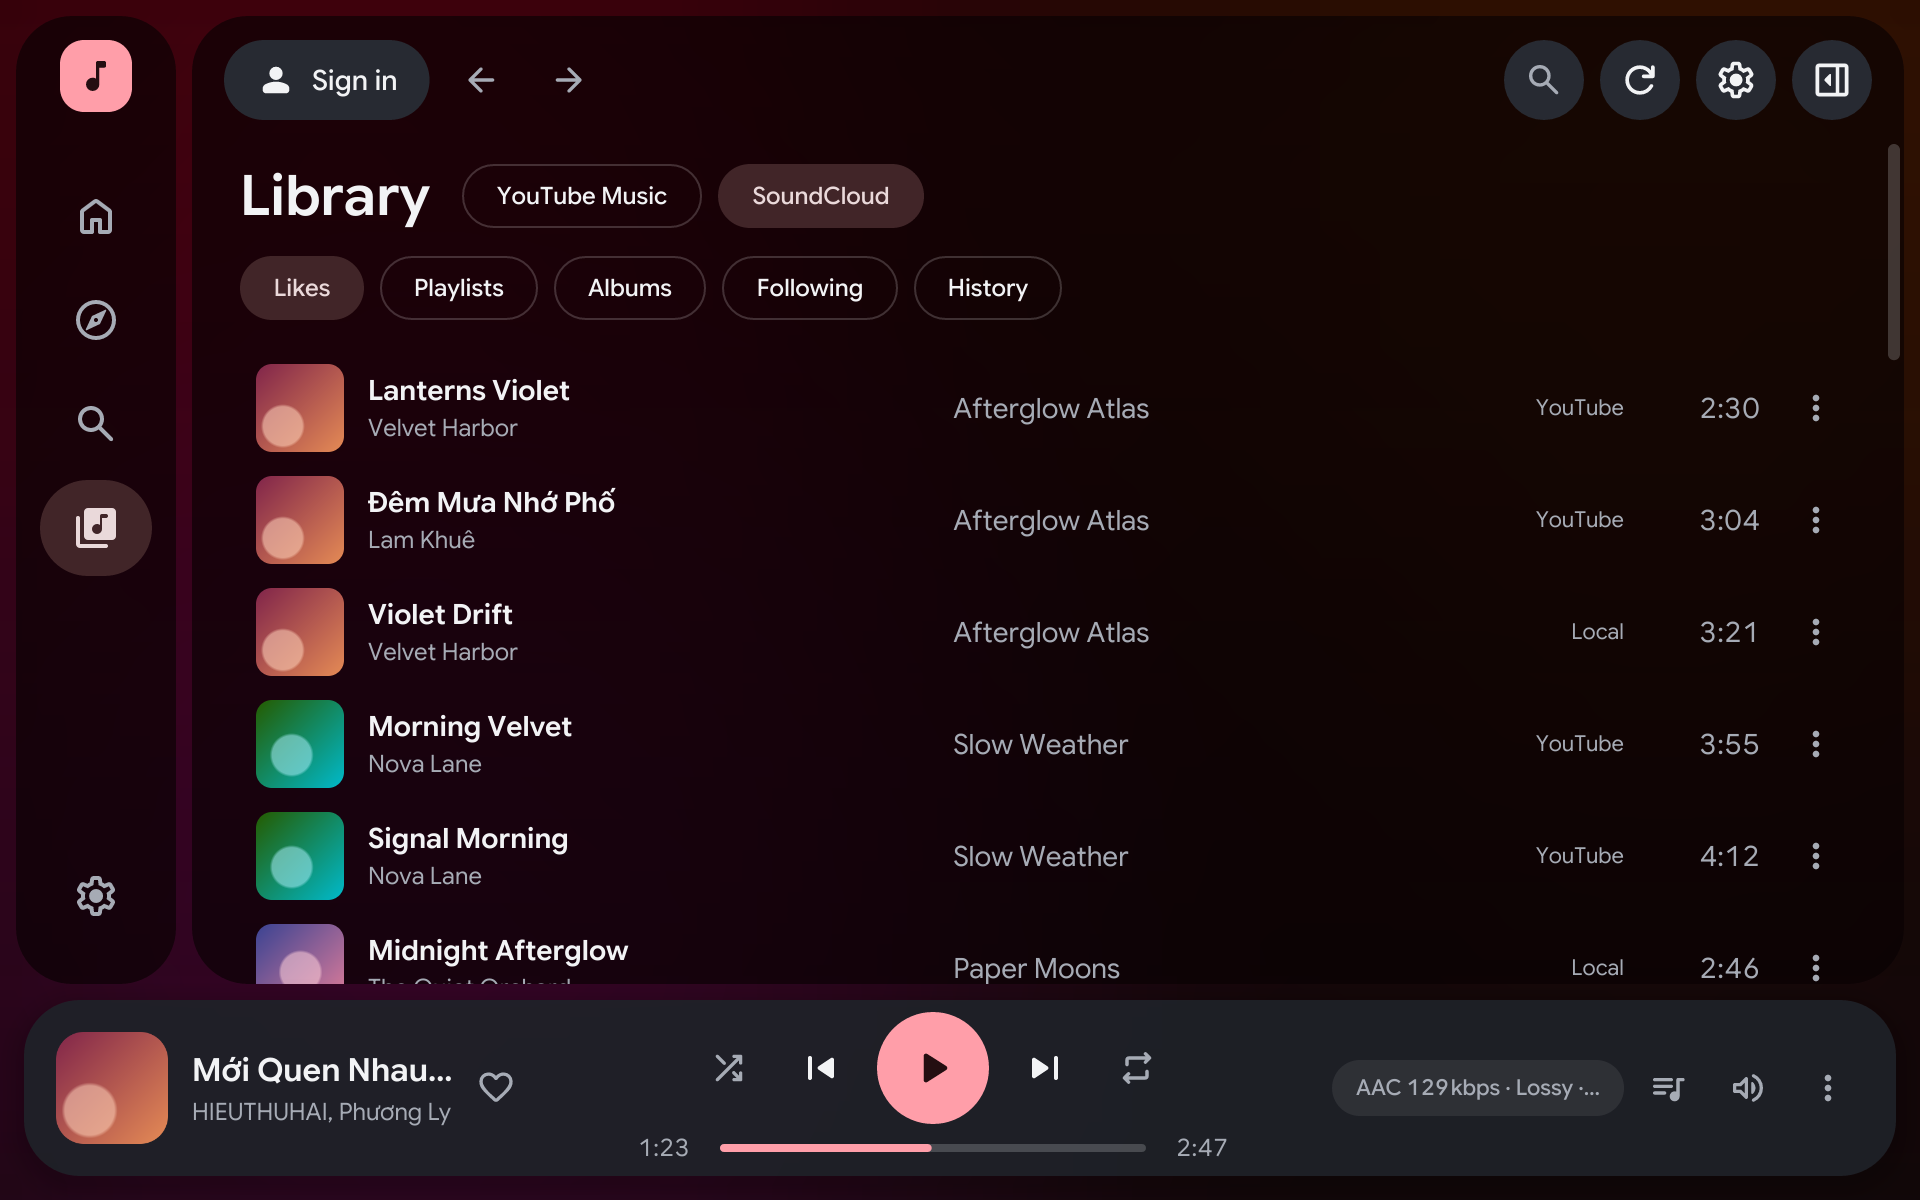 Sign in
Library
YouTube Music
SoundCloud
Likes
Playlists
Albums
Following
History
Lanterns Violet
Velvet Harbor
Afterglow Atlas
YouTube
2:30
Đêm Mưa Nhớ Phố
Lam Khuê
Afterglow Atlas
YouTube
3:04
Violet Drift
Velvet Harbor
Afterglow Atlas
Local
3:21
Morning Velvet
Nova Lane
Slow Weather
YouTube
3:55
Signal Morning
Nova Lane
Slow Weather
YouTube
4:12
Midnight Afterglow
The Quiet Orchard
Paper Moons
Local
2:46
Mới Quen Nhau...
HIEUTHUHAI, Phương Ly
1:23
2:47
AAC 129kbps · Lossy ·...